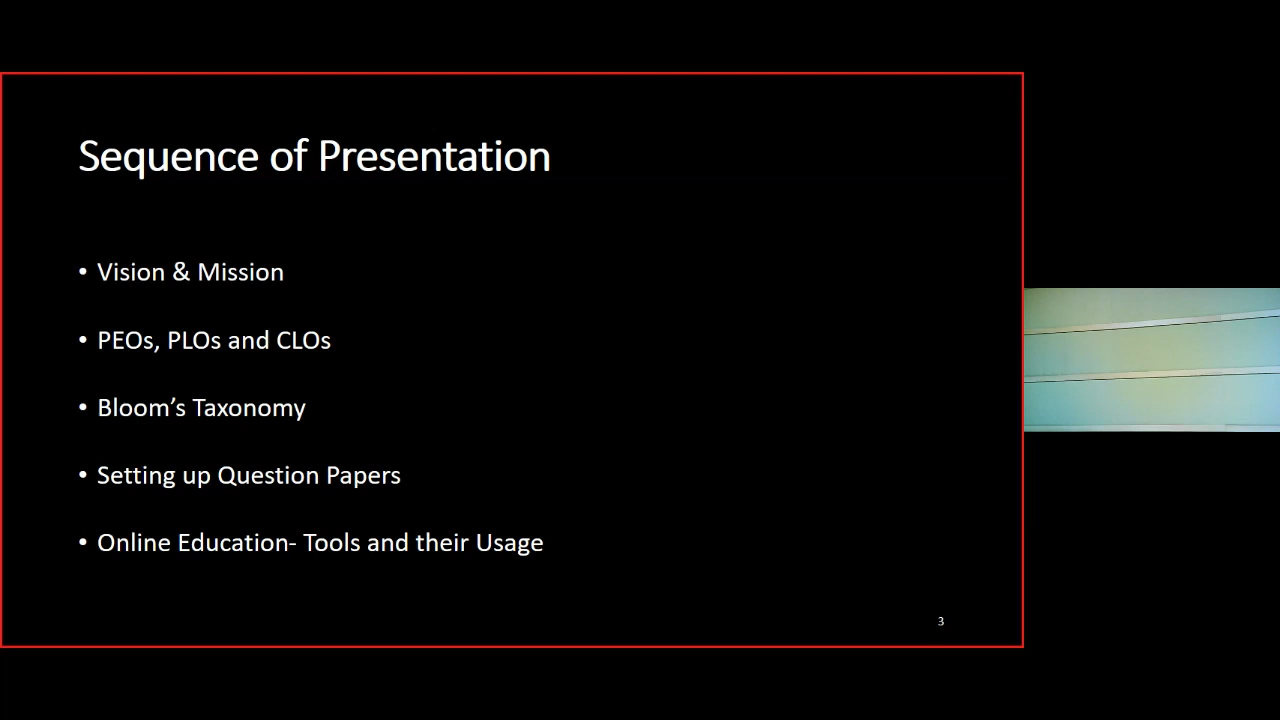 Sequence of Presentation
• Vision & Mission
• PEOs, PLOs and CLOs
• Bloom’s Taxonomy
• Setting up Question Papers
• Online Education- Tools and their Usage
3